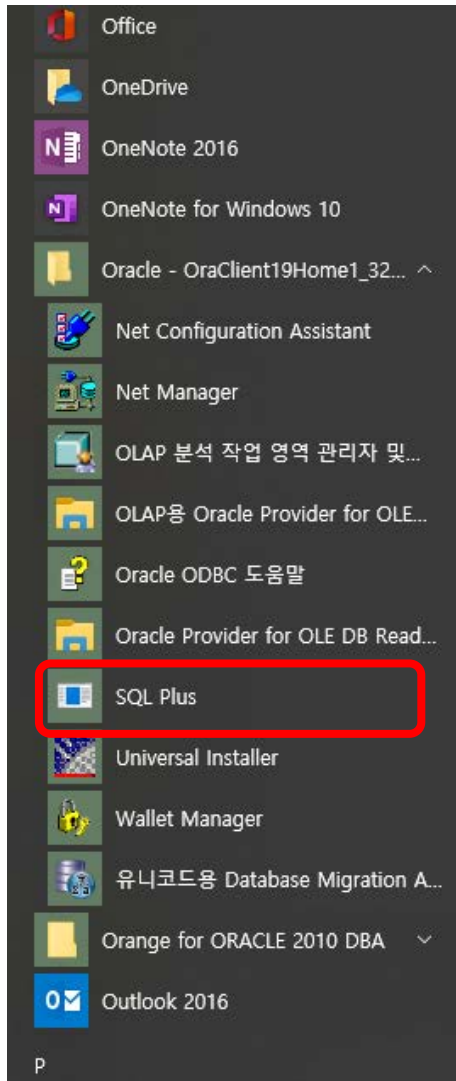 Office
OneDrive
OneNote 2016
OneNote for Windows 10
Oracle - OraClient19Home1_32...
Net Configuration Assistant
Net Manager
OLAP 분석 작업 영역 관리자 및...
OLAP용 Oracle Provider for OLE...
Oracle ODBC 도움말
Oracle Provider for OLE DB Read...
SQL Plus
Universal Installer
Wallet Manager
유니코드용 Database Migration A...
Orange for ORACLE 2010 DBA
Outlook 2016
P